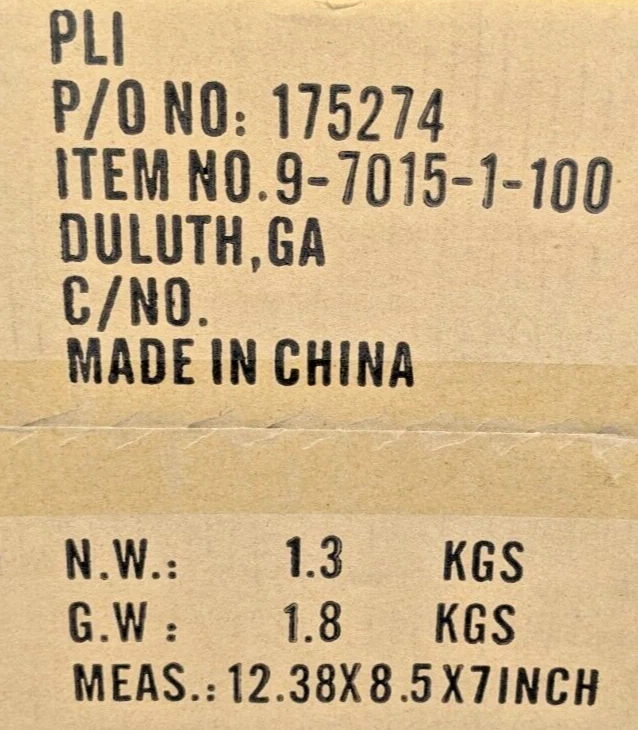 PLI
P/O NO: 175274
ITEM NO.9-7015-1-100
DULUTH,GA
C/NO.
MADE IN CHINA
N.W.: 1.3 KGS
G.W : 1.8 KGS
MEAS.: 12.38X8.5X7INCH